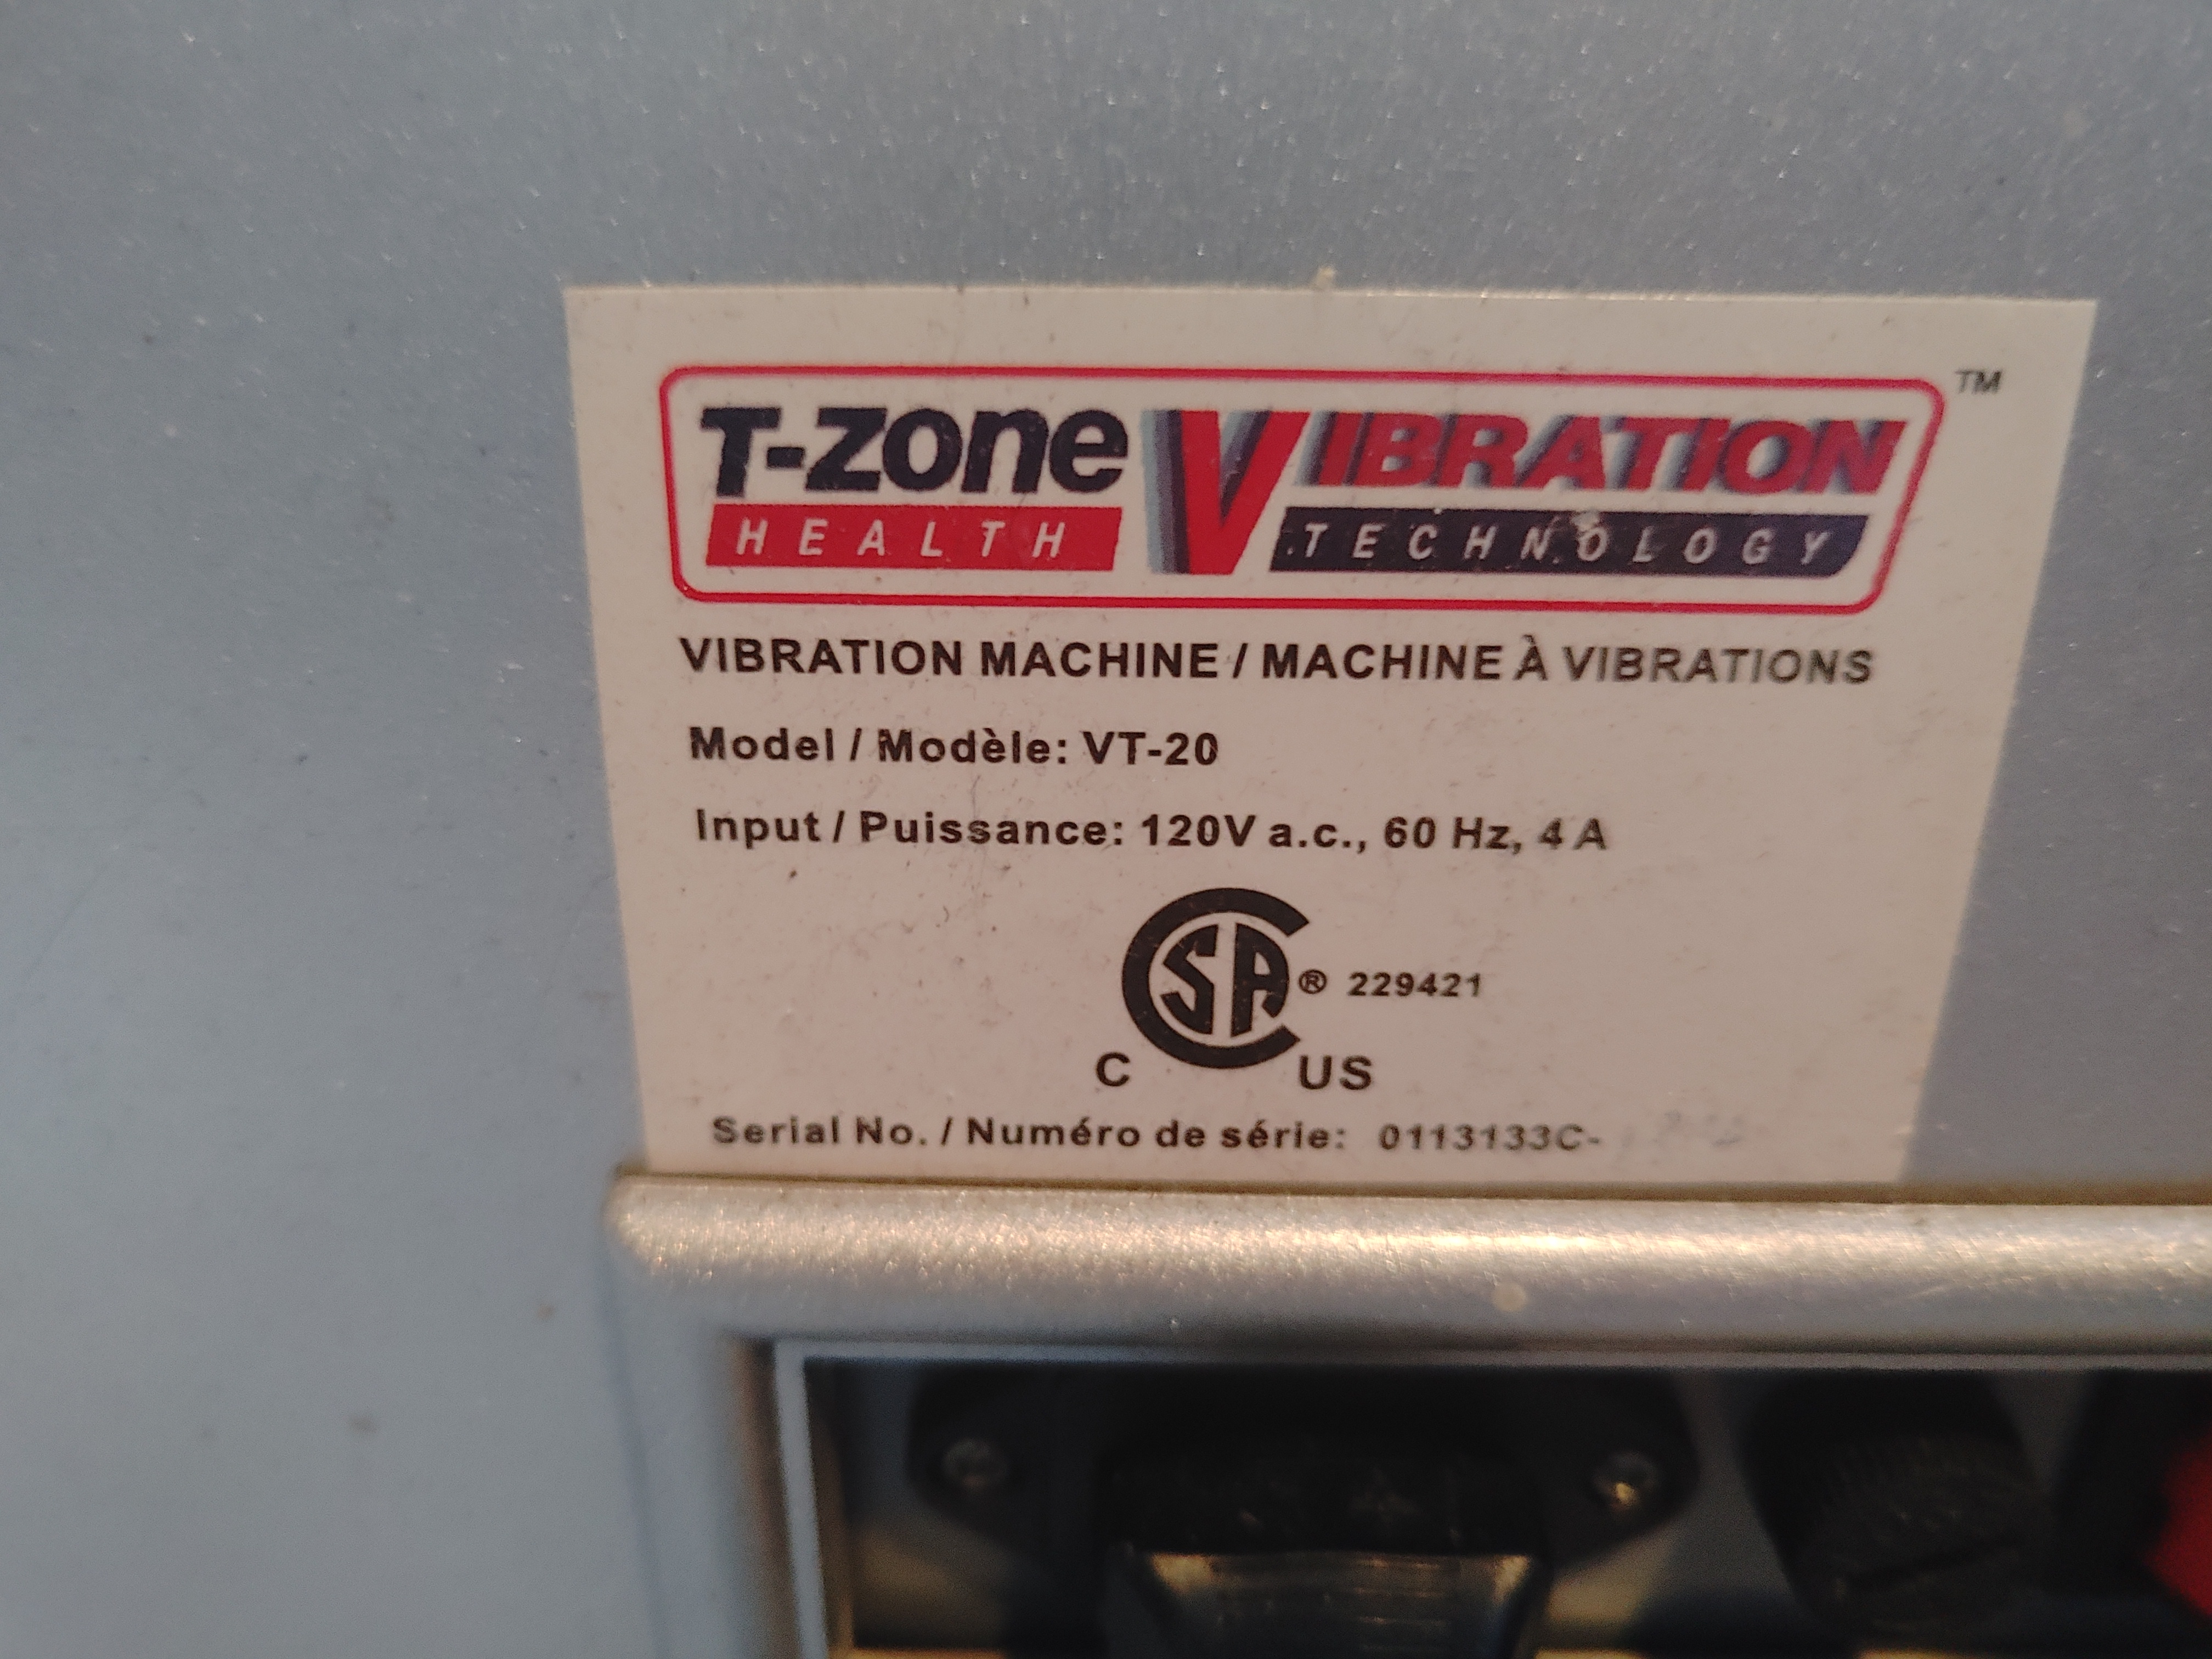 T-zone VIBRATION ™
HEALTH TECHNOLOGY
VIBRATION MACHINE / MACHINE À VIBRATIONS
Model / Modèle: VT-20
Input / Puissance: 120V a.c., 60 Hz, 4 A
CSA ® 229421
C US
Serial No. / Numéro de série: 0113133C-